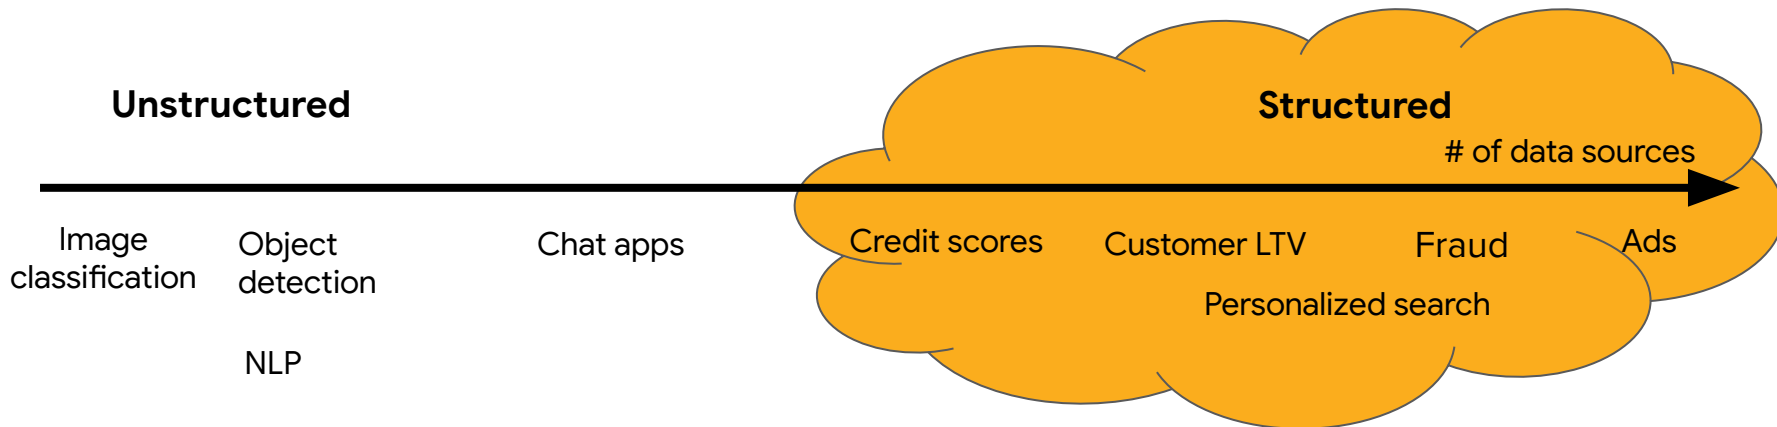 Unstructured
Structured
# of data sources
Image
classification
Object
detection
Chat apps
Credit scores
Customer LTV
Fraud
Ads
Personalized search
NLP